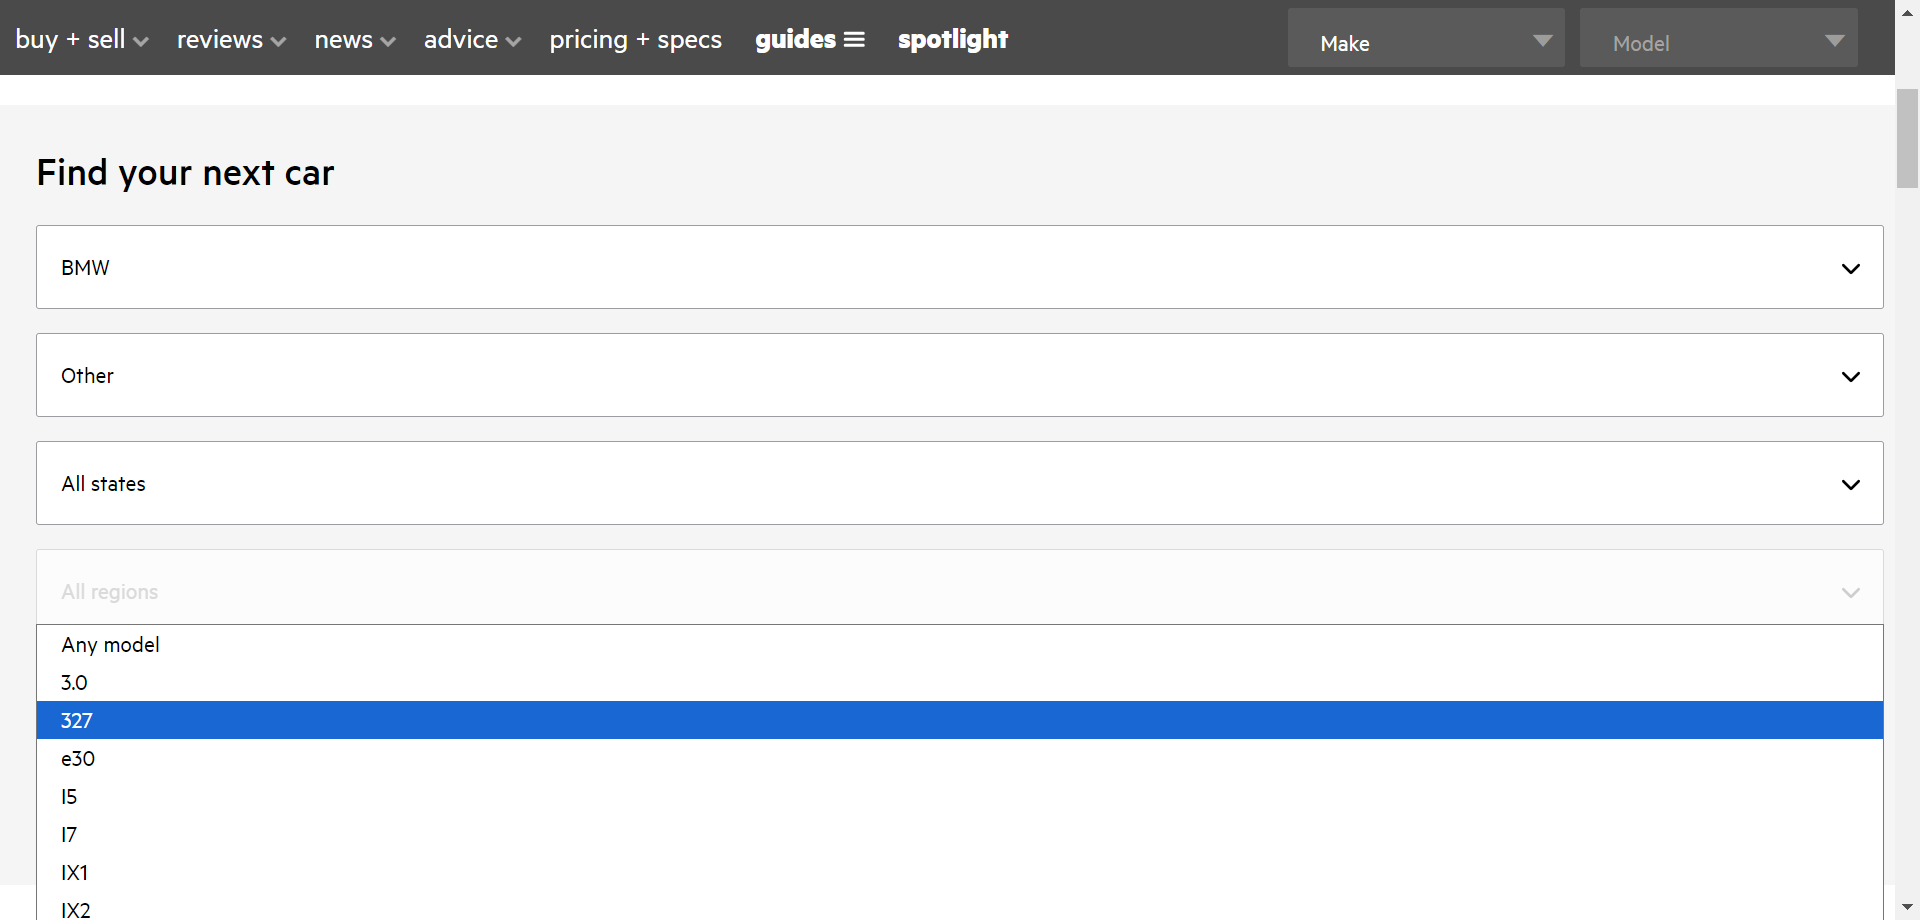 buy + sell reviews news advice pricing + specs guides spotlight Make Model
Find your next car
BMW
Other
All states
All regions
Any model
3.0
327
e30
I5
I7
IX1
IX2